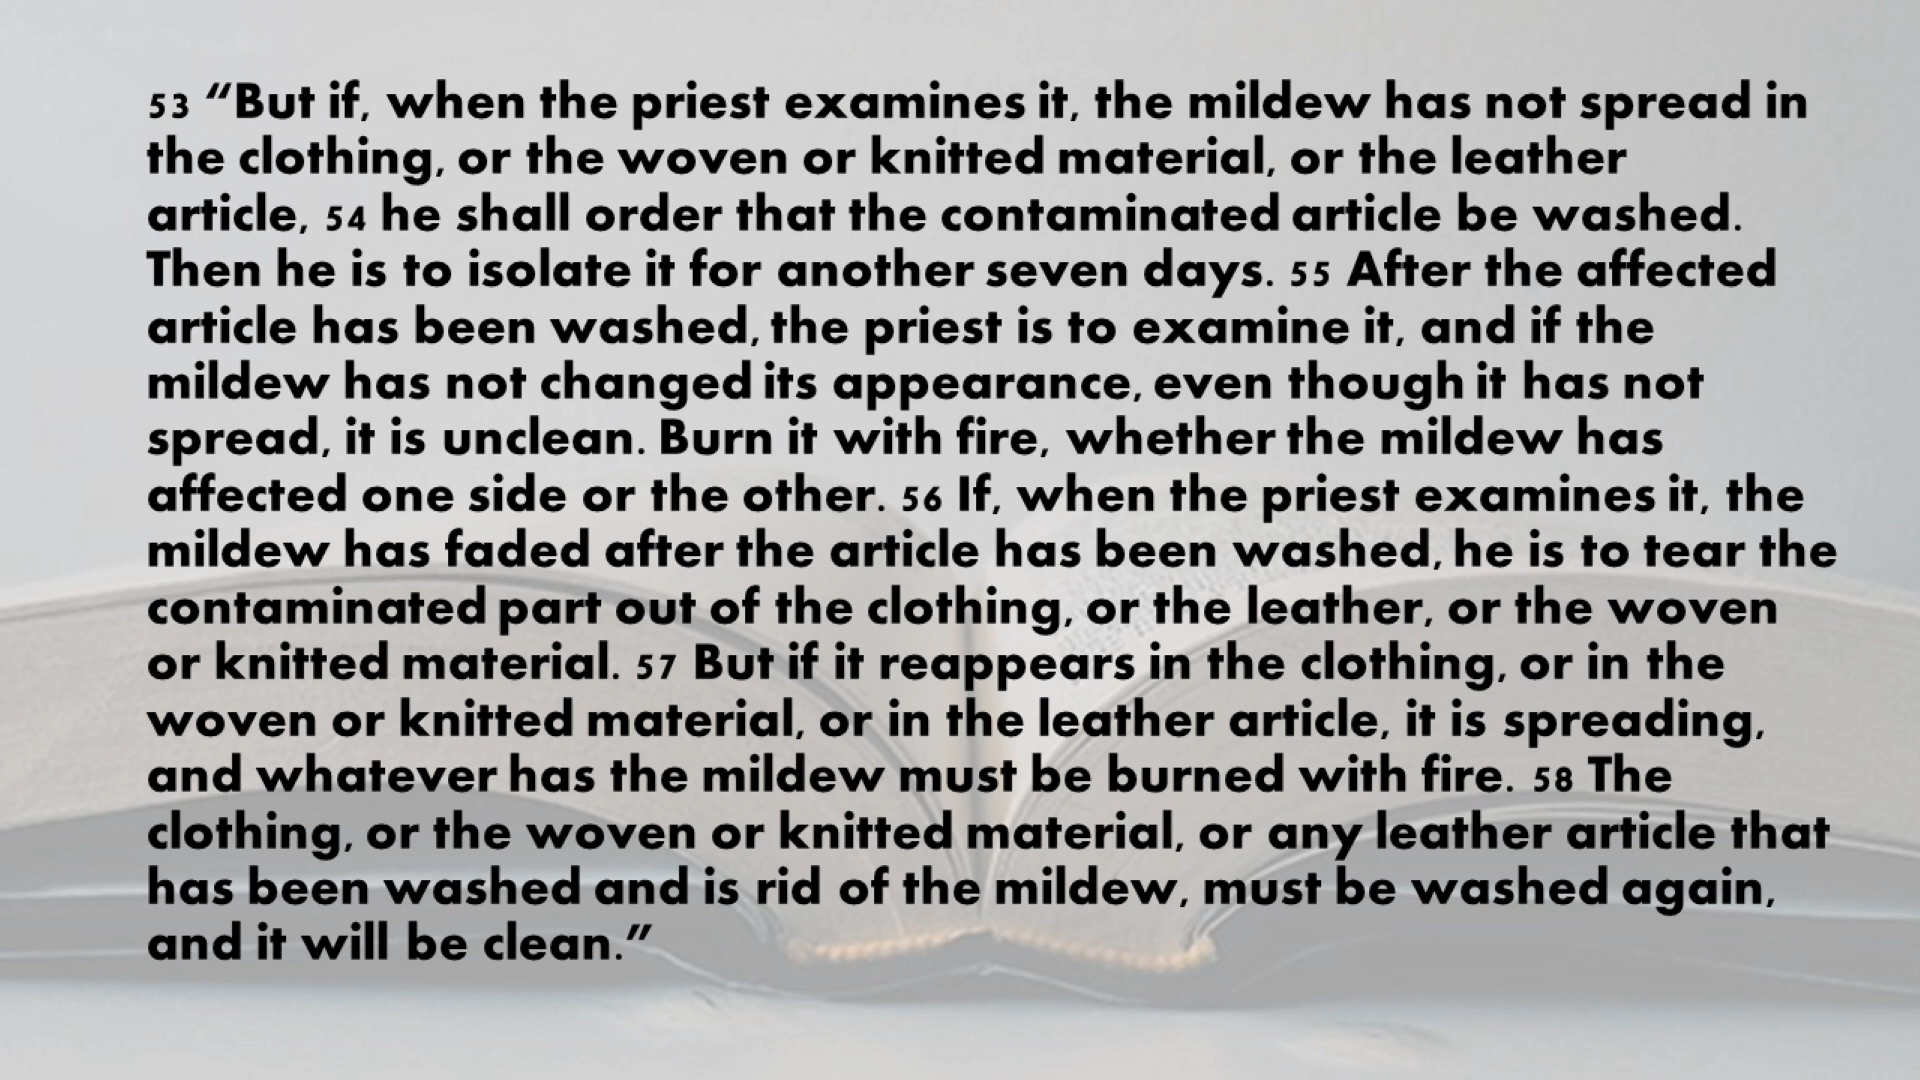 53 “But if, when the priest examines it, the mildew has not spread in
the clothing, or the woven or knitted material, or the leather
article, 54 he shall order that the contaminated article be washed.
Then he is to isolate it for another seven days. 55 After the affected
article has been washed, the priest is to examine it, and if the
mildew has not changed its appearance, even though it has not
spread, it is unclean. Burn it with fire, whether the mildew has
affected one side or the other. 56 If, when the priest examines it, the
mildew has faded after the article has been washed, he is to tear the
contaminated part out of the clothing, or the leather, or the woven
or knitted material. 57 But if it reappears in the clothing, or in the
woven or knitted material, or in the leather article, it is spreading,
and whatever has the mildew must be burned with fire. 58 The
clothing, or the woven or knitted material, or any leather article that
has been washed and is rid of the mildew, must be washed again,
and it will be clean.”